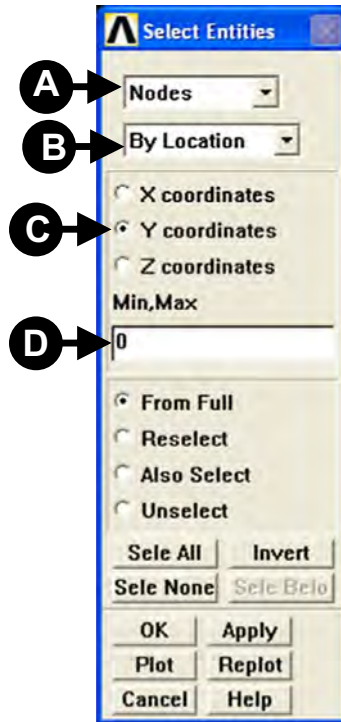 Select Entities
A
Nodes
B
By Location
X coordinates
C
Y coordinates
Z coordinates
Min,Max
D
0
From Full
Reselect
Also Select
Unselect
Sele All Invert
Sele None Sele Belo
OK Apply
Plot Replot
Cancel Help